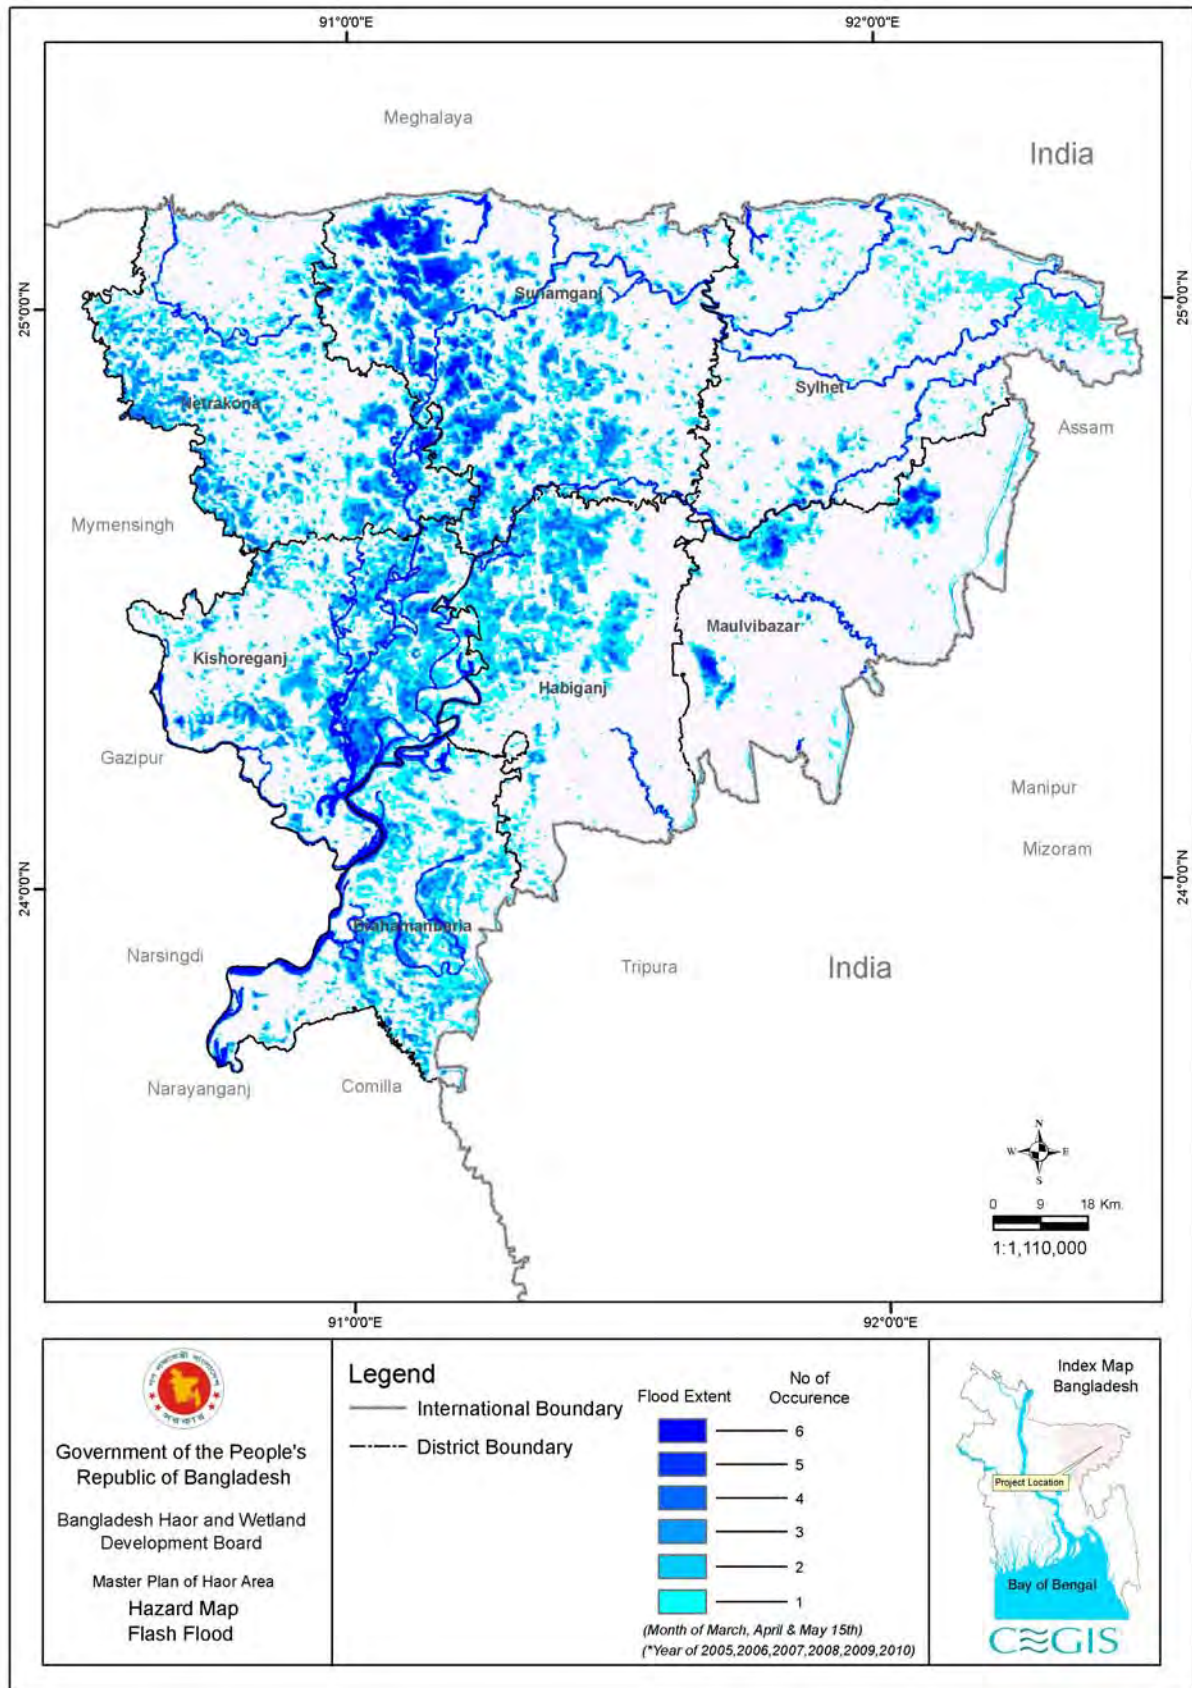 91°0'0"E
92°0'0"E
Meghalaya
India
25°0'0"N
25°0'0"N
Sunamganj
Sylhet
Netrakona
Assam
Mymensingh
Maulvibazar
Kishoreganj
Habiganj
Gazipur
Manipur
Mizoram
24°0'0"N
24°0'0"N
Brahamanbaria
Narsingdi
Tripura
India
Narayanganj
Comilla
N
W
E
S
0 9 18 Km.
1:1,110,000
91°0'0"E
92°0'0"E
Government of the People's
Republic of Bangladesh
Bangladesh Haor and Wetland
Development Board
Master Plan of Haor Area
Hazard Map
Flash Flood
Legend
International Boundary
District Boundary
Flood Extent
No of
Occurence
6
5
4
3
2
1
(Month of March, April & May 15th)
(*Year of 2005,2006,2007,2008,2009,2010)
Index Map
Bangladesh
Project Location
Bay of Bengal
CEGIS